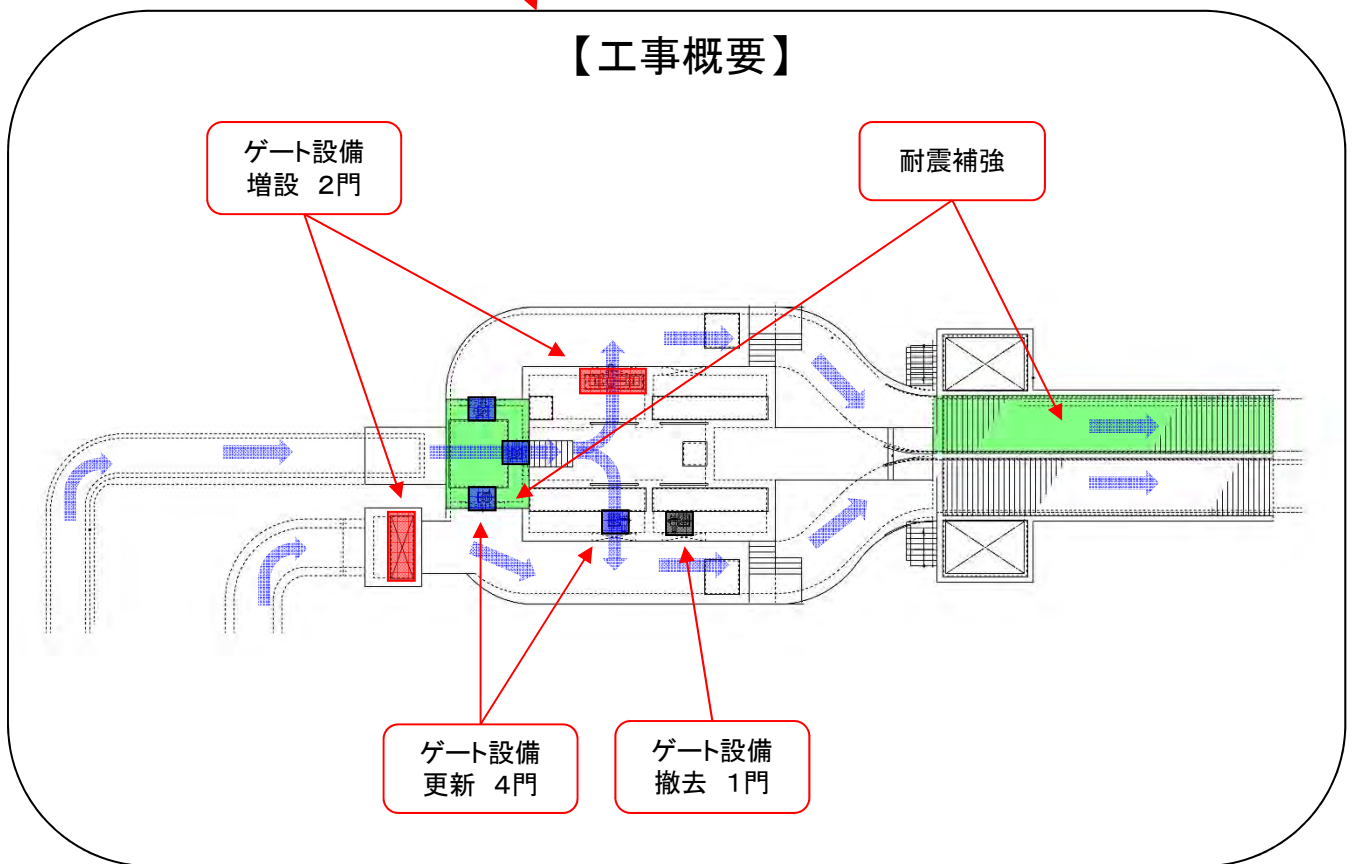 【工事概要】
ゲート設備
増設 2門
耐震補強
ゲート設備
更新 4門
ゲート設備
撤去 1門